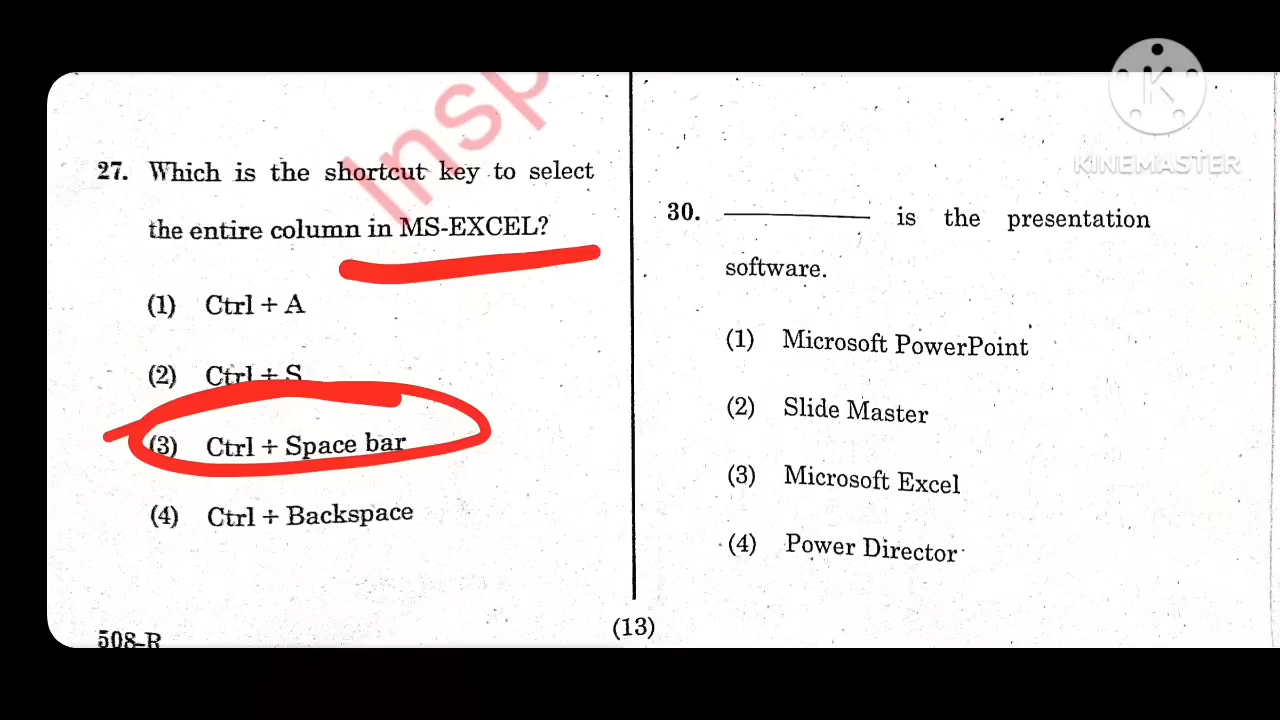 Insp
KINEMASTER
27. Which is the shortcut key to select
the entire column in MS-EXCEL?
(1) Ctrl + A
(2) Ctrl + S
(3) Ctrl + Space bar
(4) Ctrl + Backspace
508-R
30. ________ is the presentation
software.
(1) Microsoft PowerPoint
(2) Slide Master
(3) Microsoft Excel
(4) Power Director
(13)